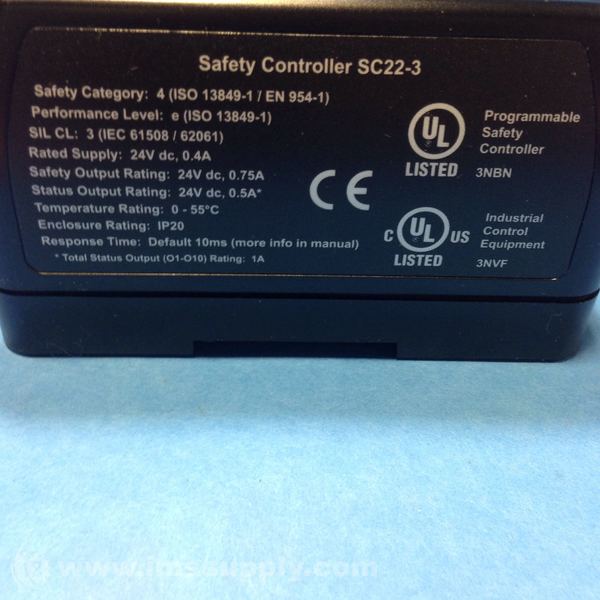 Safety Controller SC22-3
Safety Category: 4 (ISO 13849-1 / EN 954-1)
Performance Level: e (ISO 13849-1)
SIL CL: 3 (IEC 61508 / 62061)
Rated Supply: 24V dc, 0.4A
Safety Output Rating: 24V dc, 0.75A
Status Output Rating: 24V dc, 0.5A*
Temperature Rating: 0 - 55°C
Enclosure Rating: IP20
Response Time: Default 10ms (more info in manual)
* Total Status Output (O1-O10) Rating: 1A
CE
UL
LISTED
Programmable
Safety
Controller
3NBN
C UL US
LISTED
Industrial
Control
Equipment
3NVF
www.imssupply.com